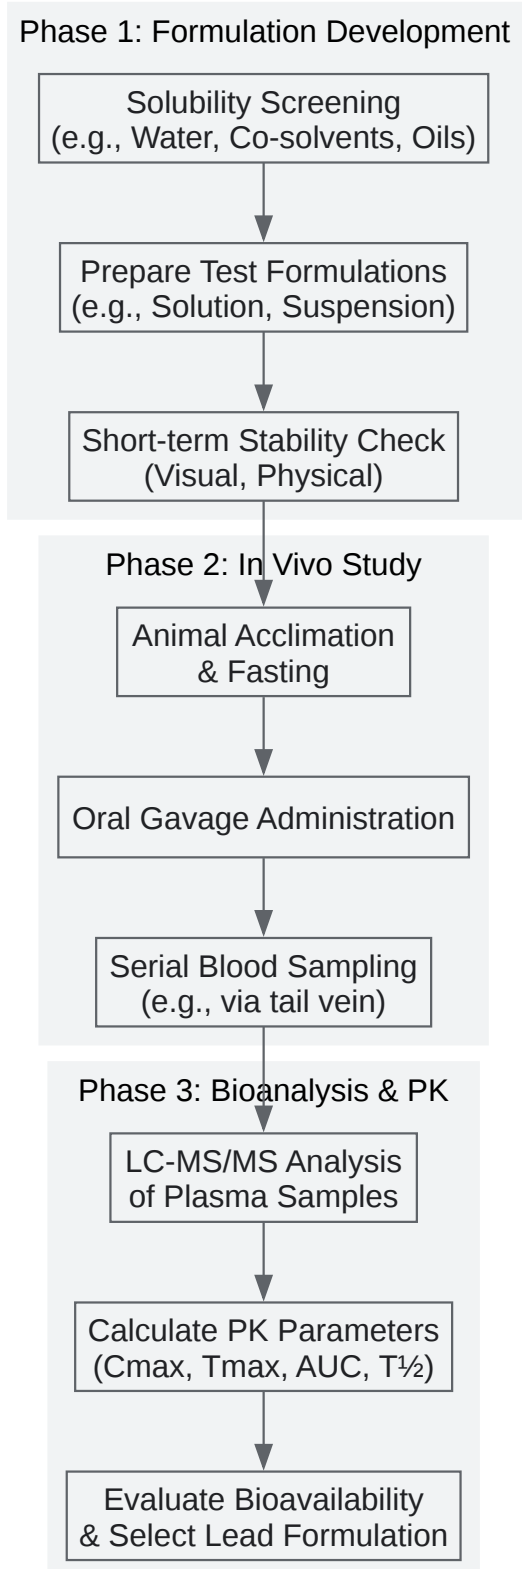 Phase 1: Formulation Development
Solubility Screening
(e.g., Water, Co-solvents, Oils)
Prepare Test Formulations
(e.g., Solution, Suspension)
Short-term Stability Check
(Visual, Physical)
Phase 2: In Vivo Study
Animal Acclimation
& Fasting
Oral Gavage Administration
Serial Blood Sampling
(e.g., via tail vein)
Phase 3: Bioanalysis & PK
LC-MS/MS Analysis
of Plasma Samples
Calculate PK Parameters
(Cmax, Tmax, AUC, T½)
Evaluate Bioavailability
& Select Lead Formulation